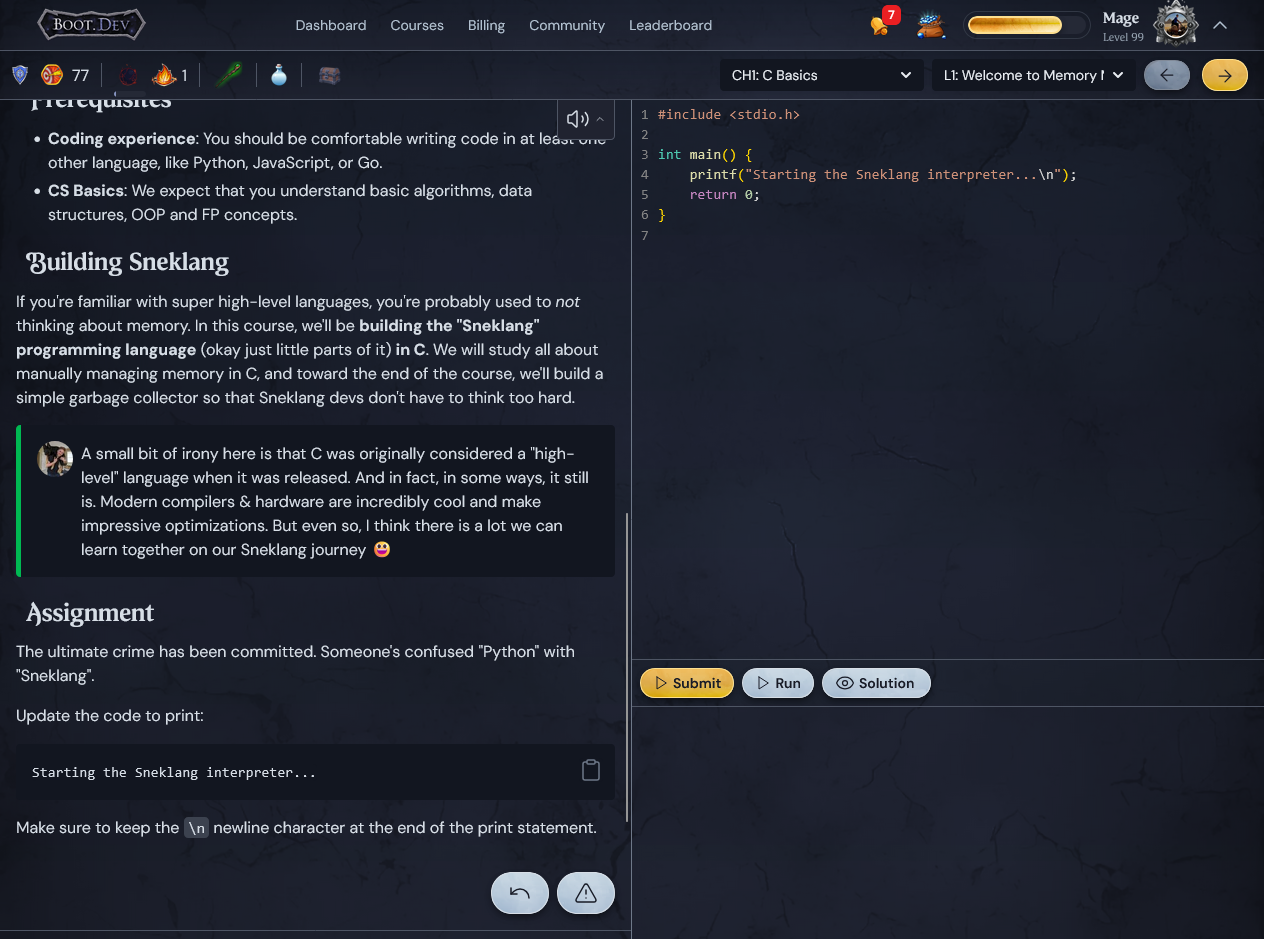 BOOT.DEV
Dashboard
Courses
Billing
Community
Leaderboard
7
Mage
Level 99
77
1
CH1: C Basics
L1: Welcome to Memory
Prerequisites
Coding experience: You should be comfortable writing code in at least one
other language, like Python, JavaScript, or Go.
CS Basics: We expect that you understand basic algorithms, data
structures, OOP and FP concepts.
Building Sneklang
If you're familiar with super high-level languages, you're probably used to not
thinking about memory. In this course, we'll be building the "Sneklang"
programming language (okay just little parts of it) in C. We will study all about
manually managing memory in C, and toward the end of the course, we'll build a
simple garbage collector so that Sneklang devs don't have to think too hard.
A small bit of irony here is that C was originally considered a "high-
level" language when it was released. And in fact, in some ways, it still
is. Modern compilers & hardware are incredibly cool and make
impressive optimizations. But even so, I think there is a lot we can
learn together on our Sneklang journey 😃
Assignment
The ultimate crime has been committed. Someone's confused "Python" with
"Sneklang".
Update the code to print:
Starting the Sneklang interpreter...
Make sure to keep the \n newline character at the end of the print statement.
1 #include <stdio.h>
2
3 int main() {
4     printf("Starting the Sneklang interpreter...\n");
5     return 0;
6 }
7
Submit
Run
Solution